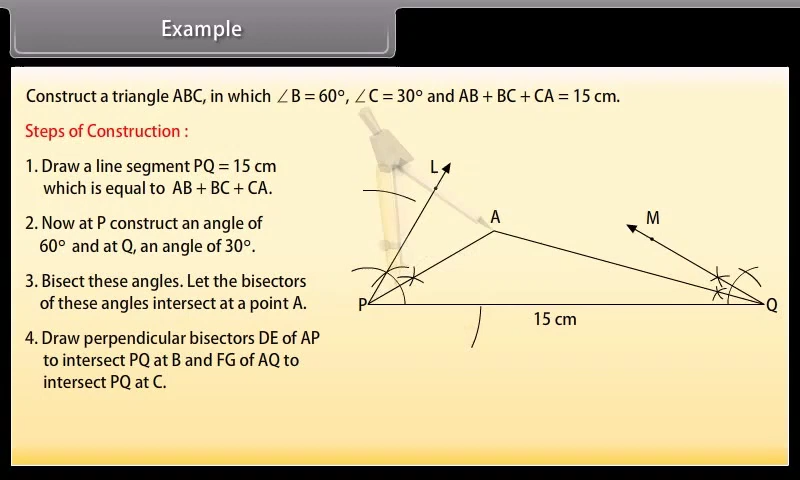 Example
Construct a triangle ABC, in which ∠B = 60°, ∠C = 30° and AB + BC + CA = 15 cm.
Steps of Construction :
1. Draw a line segment PQ = 15 cm
which is equal to AB + BC + CA.
2. Now at P construct an angle of
60° and at Q, an angle of 30°.
3. Bisect these angles. Let the bisectors
of these angles intersect at a point A.
4. Draw perpendicular bisectors DE of AP
to intersect PQ at B and FG of AQ to
intersect PQ at C.
L
A
M
P
Q
15 cm